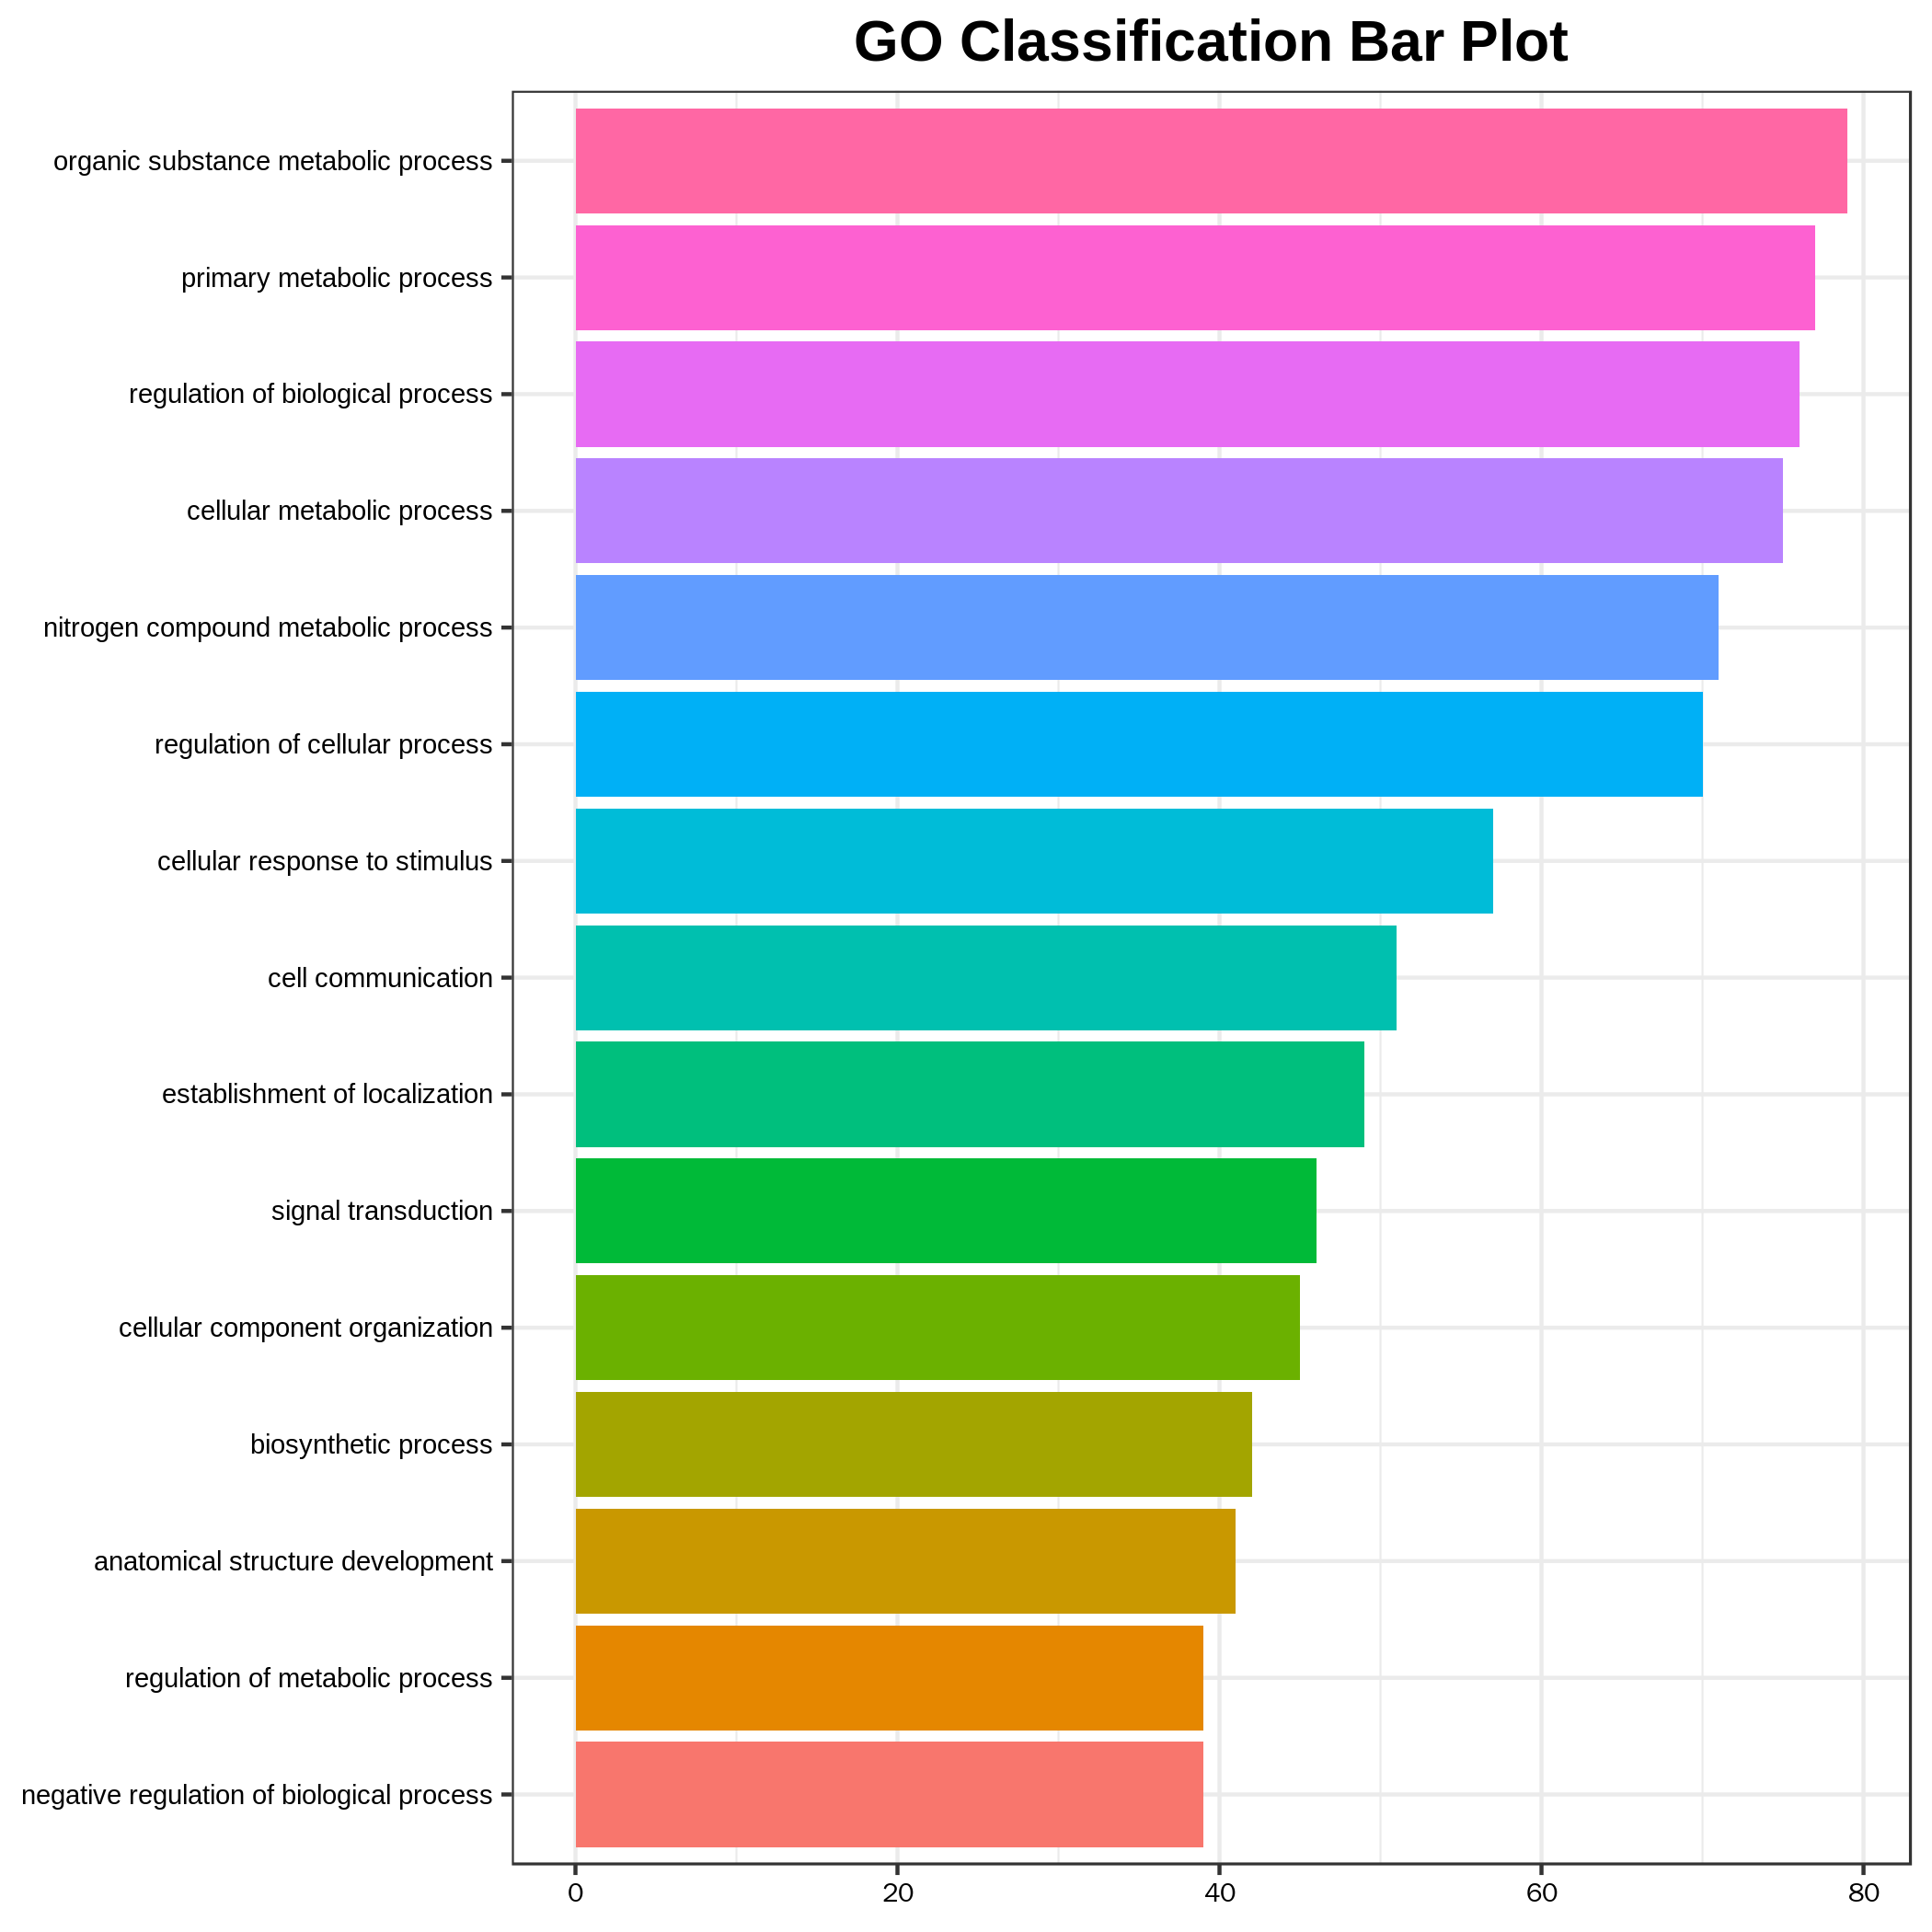 GO Classification Bar Plot
organic substance metabolic process
primary metabolic process
regulation of biological process
cellular metabolic process
nitrogen compound metabolic process
regulation of cellular process
cellular response to stimulus
cell communication
establishment of localization
signal transduction
cellular component organization
biosynthetic process
anatomical structure development
regulation of metabolic process
negative regulation of biological process
0 20 40 60 80